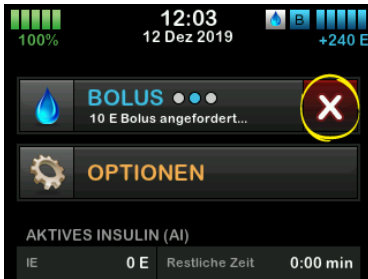 12:03
100%
12 Dez 2019
B
+240 E
BOLUS
10 E Bolus angefordert...
X
OPTIONEN
AKTIVES INSULIN (AI)
IE 0 E Restliche Zeit 0:00 min